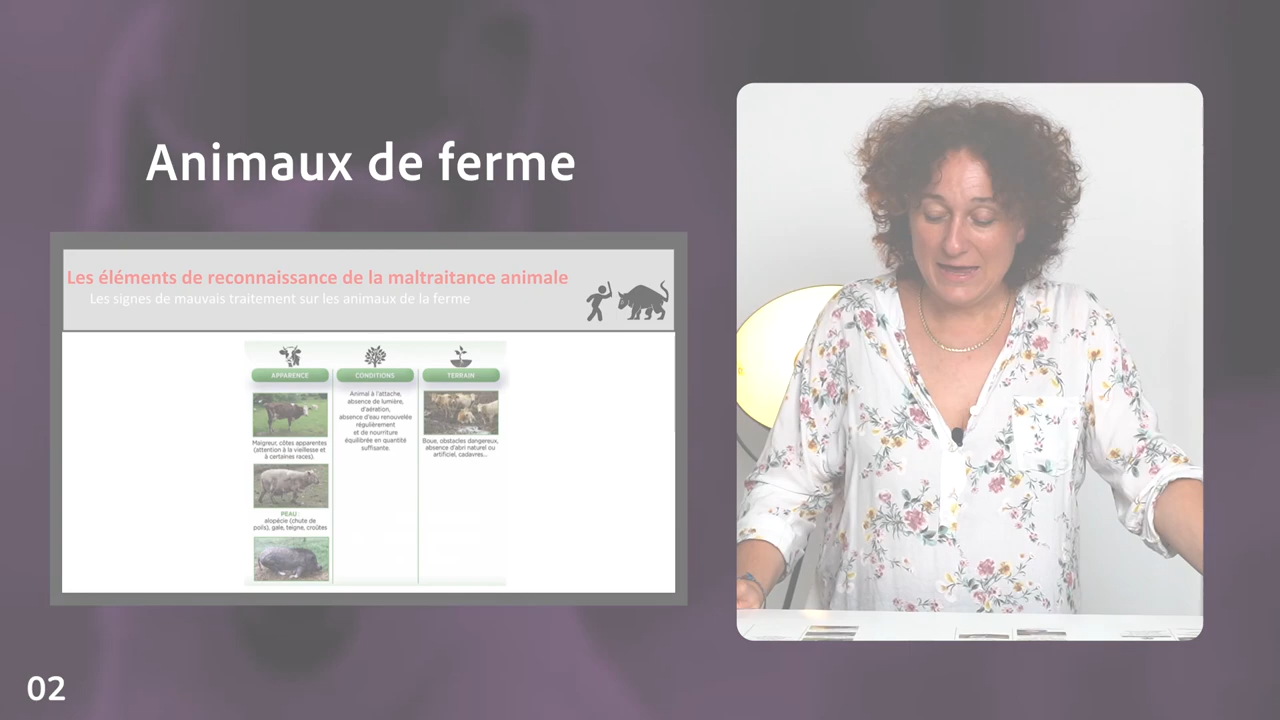 Animaux de ferme
Les éléments de reconnaissance de la maltraitance animale
Les signes de mauvais traitement sur les animaux de la ferme
APPARENCE
Maigreur, côtes apparentes
(attention à la vieillesse et
à certaines races).
PEAU :
alopécie (chute de
poils), gale, teigne, croûtes
CONDITIONS
Animal à l'attache,
absence de lumière,
d'aération,
absence d'eau renouvelée
régulièrement
et de nourriture
équilibrée en quantité
suffisante.
TERRAIN
Boue, obstacles dangereux,
absence d'abri naturel ou
artificiel, cadavres...
02